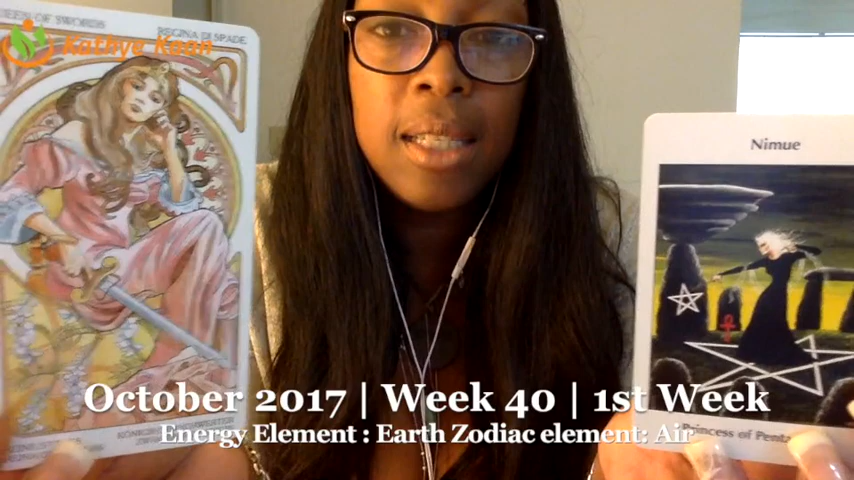 QUEEN OF SWORDS
REGINA DI SPADE
Kathye Kaan
Nimue
October 2017 | Week 40 | 1st Week
Energy Element : Earth Zodiac element: Air
Princess of Penta